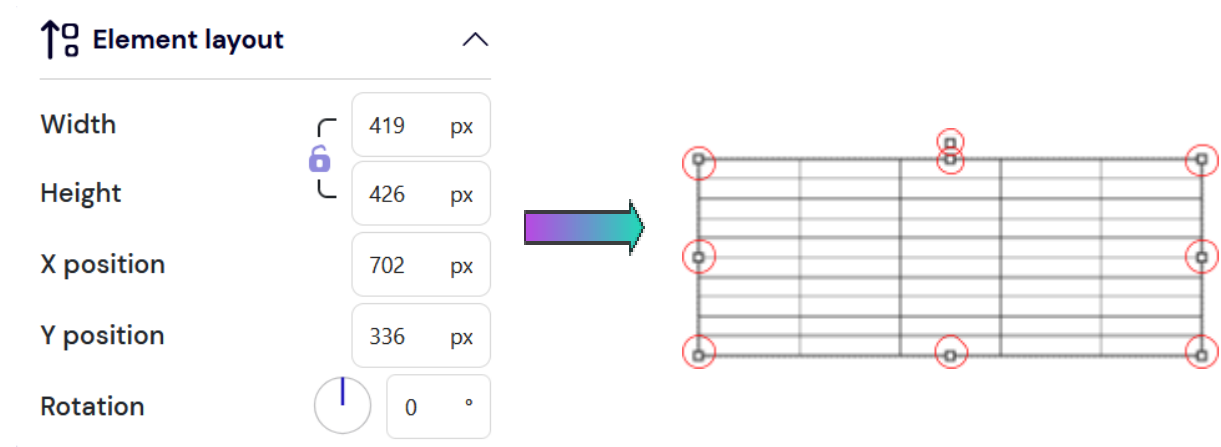 Element layout
Width 419 px
Height 426 px
X position 702 px
Y position 336 px
Rotation 0 °